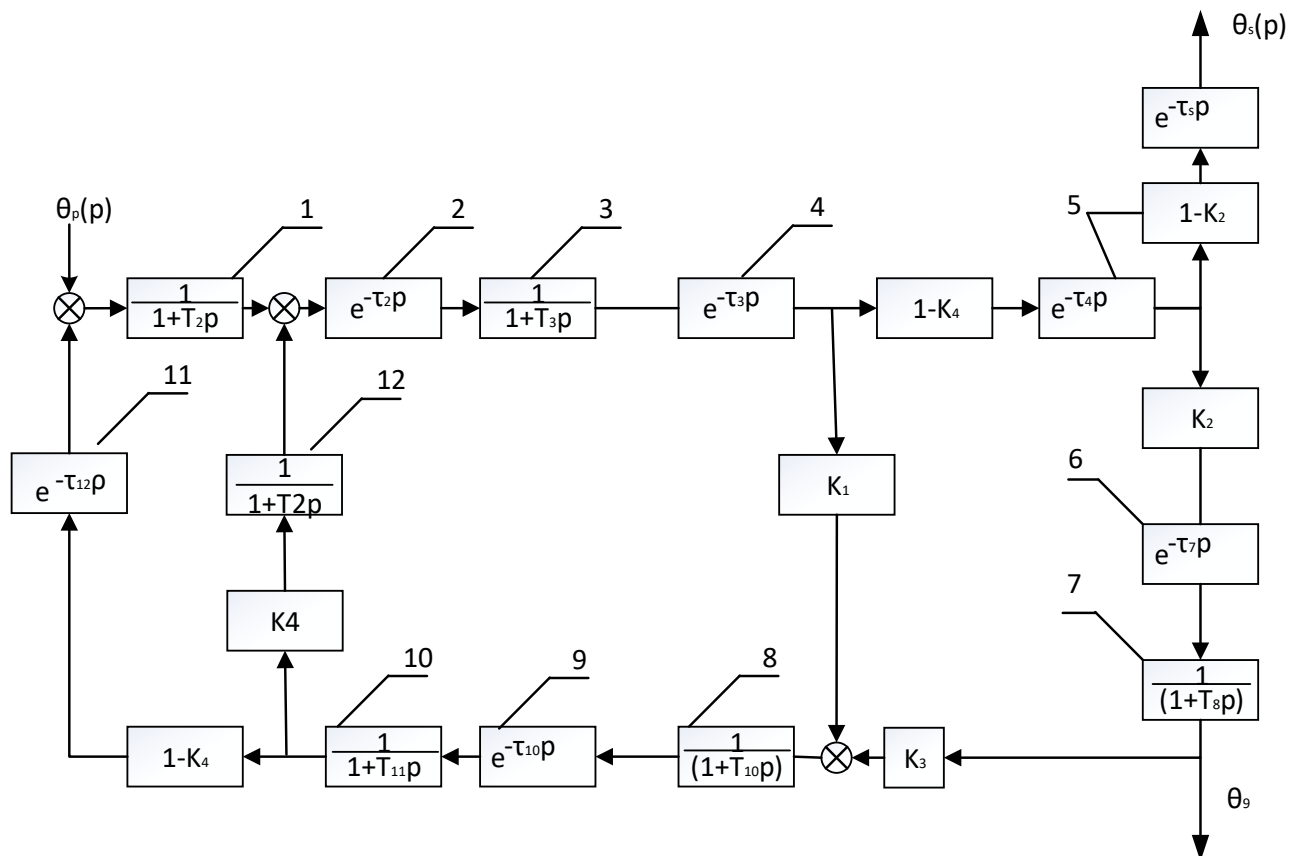 θₛ(p)
e^-τₛp
θₚ(p)
1
2
3
4
5
1-K₂
1
1+T₂p
e^-τ₂p
1
1+T₃p
e^-τ₃p
1-K₄
e^-τ₄p
11
12
K₂
e^-τ₁₂p
1
1+T2p
K₁
6
e^-τ₇p
K4
7
1
(1+T₈p)
10
9
8
1-K₄
1
1+T₁₁p
e^-τ₁₀p
1
(1+T₁₀p)
K₃
θ₉